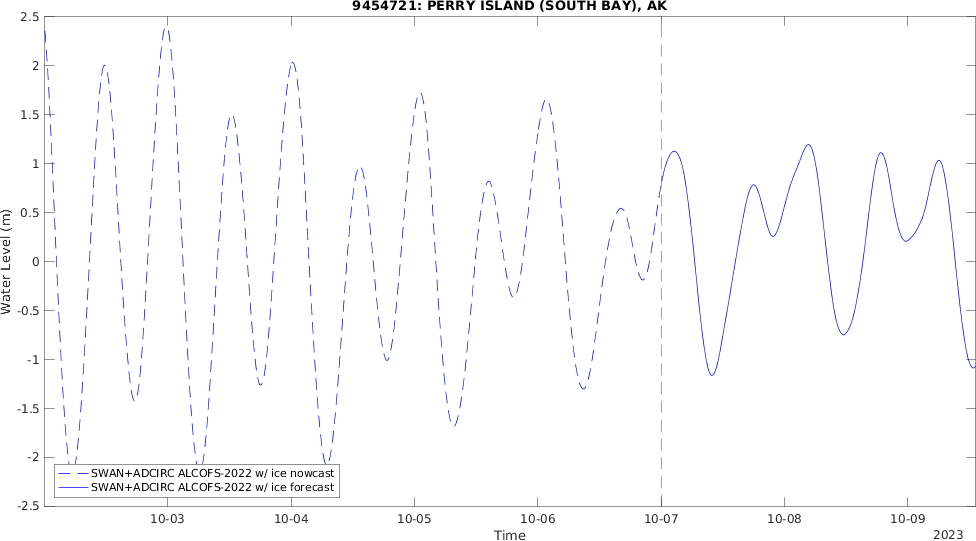 9454721: PERRY ISLAND (SOUTH BAY), AK
2.5
2
1.5
1
0.5
0
-0.5
-1
-1.5
-2
-2.5
Water Level (m)
SWAN+ADCIRC ALCOFS-2022 w/ ice nowcast
SWAN+ADCIRC ALCOFS-2022 w/ ice forecast
10-03 10-04 10-05 10-06 10-07 10-08 10-09
Time
2023